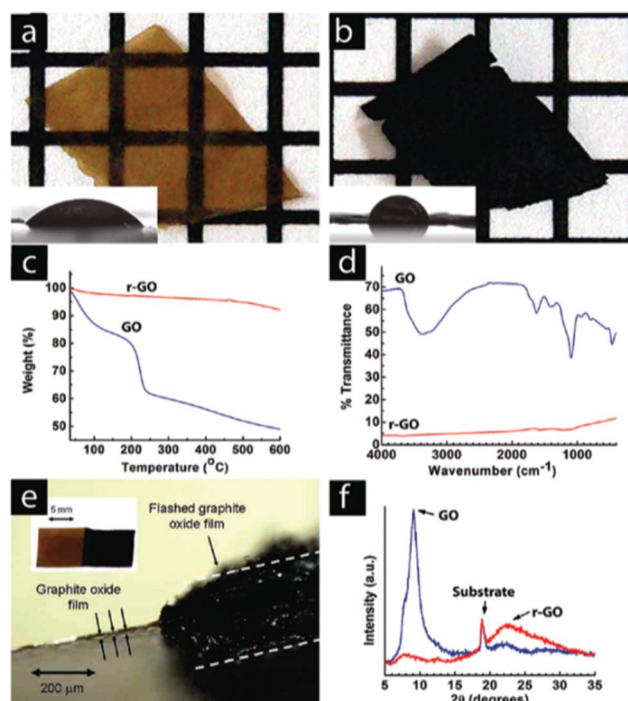 a
b
c
r-GO
GO
100
90
80
70
60
50
Weight (%)
100 200 300 400 500 600
Temperature (°C)
d
GO
r-GO
70
60
50
40
30
20
10
0
% Transmittance
4000 3000 2000 1000
Wavenumber (cm-1)
e
5 mm
Flashed graphite
oxide film
Graphite oxide
film
200 μm
f
GO
Substrate
r-GO
Intensity (a.u.)
5 10 15 20 25 30 35
2θ (degrees)